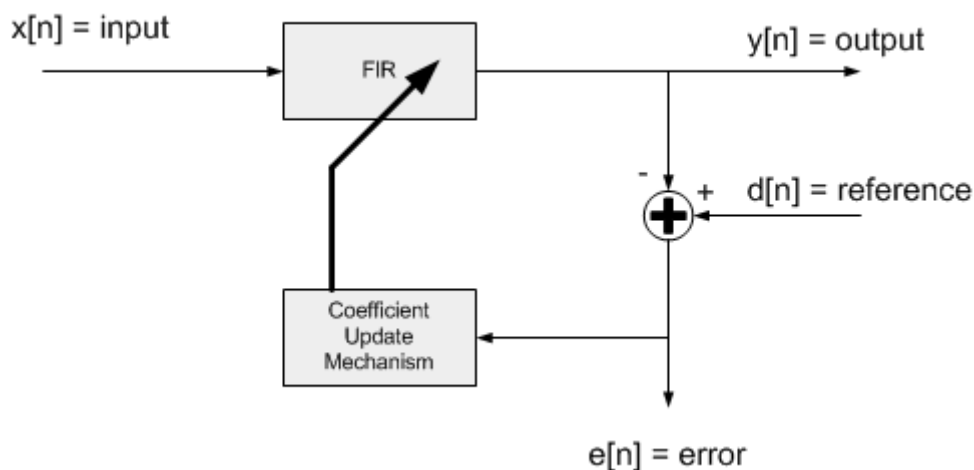 x[n] = input
FIR
y[n] = output
-
+
d[n] = reference
Coefficient
Update
Mechanism
e[n] = error